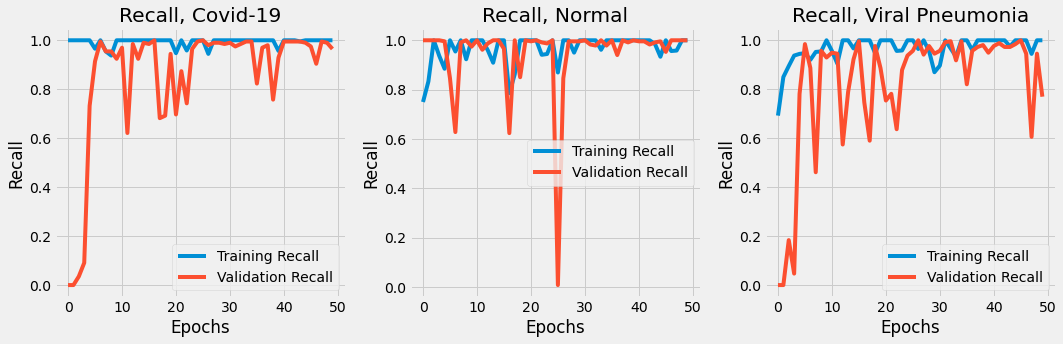 Recall, Covid-19
1.0
0.8
0.6
0.4
0.2
0.0
Recall
0 10 20 30 40 50
Epochs
Training Recall
Validation Recall
Recall, Normal
1.0
0.8
0.6
0.4
0.2
0.0
Recall
0 10 20 30 40 50
Epochs
Training Recall
Validation Recall
Recall, Viral Pneumonia
1.0
0.8
0.6
0.4
0.2
0.0
Recall
0 10 20 30 40 50
Epochs
Training Recall
Validation Recall